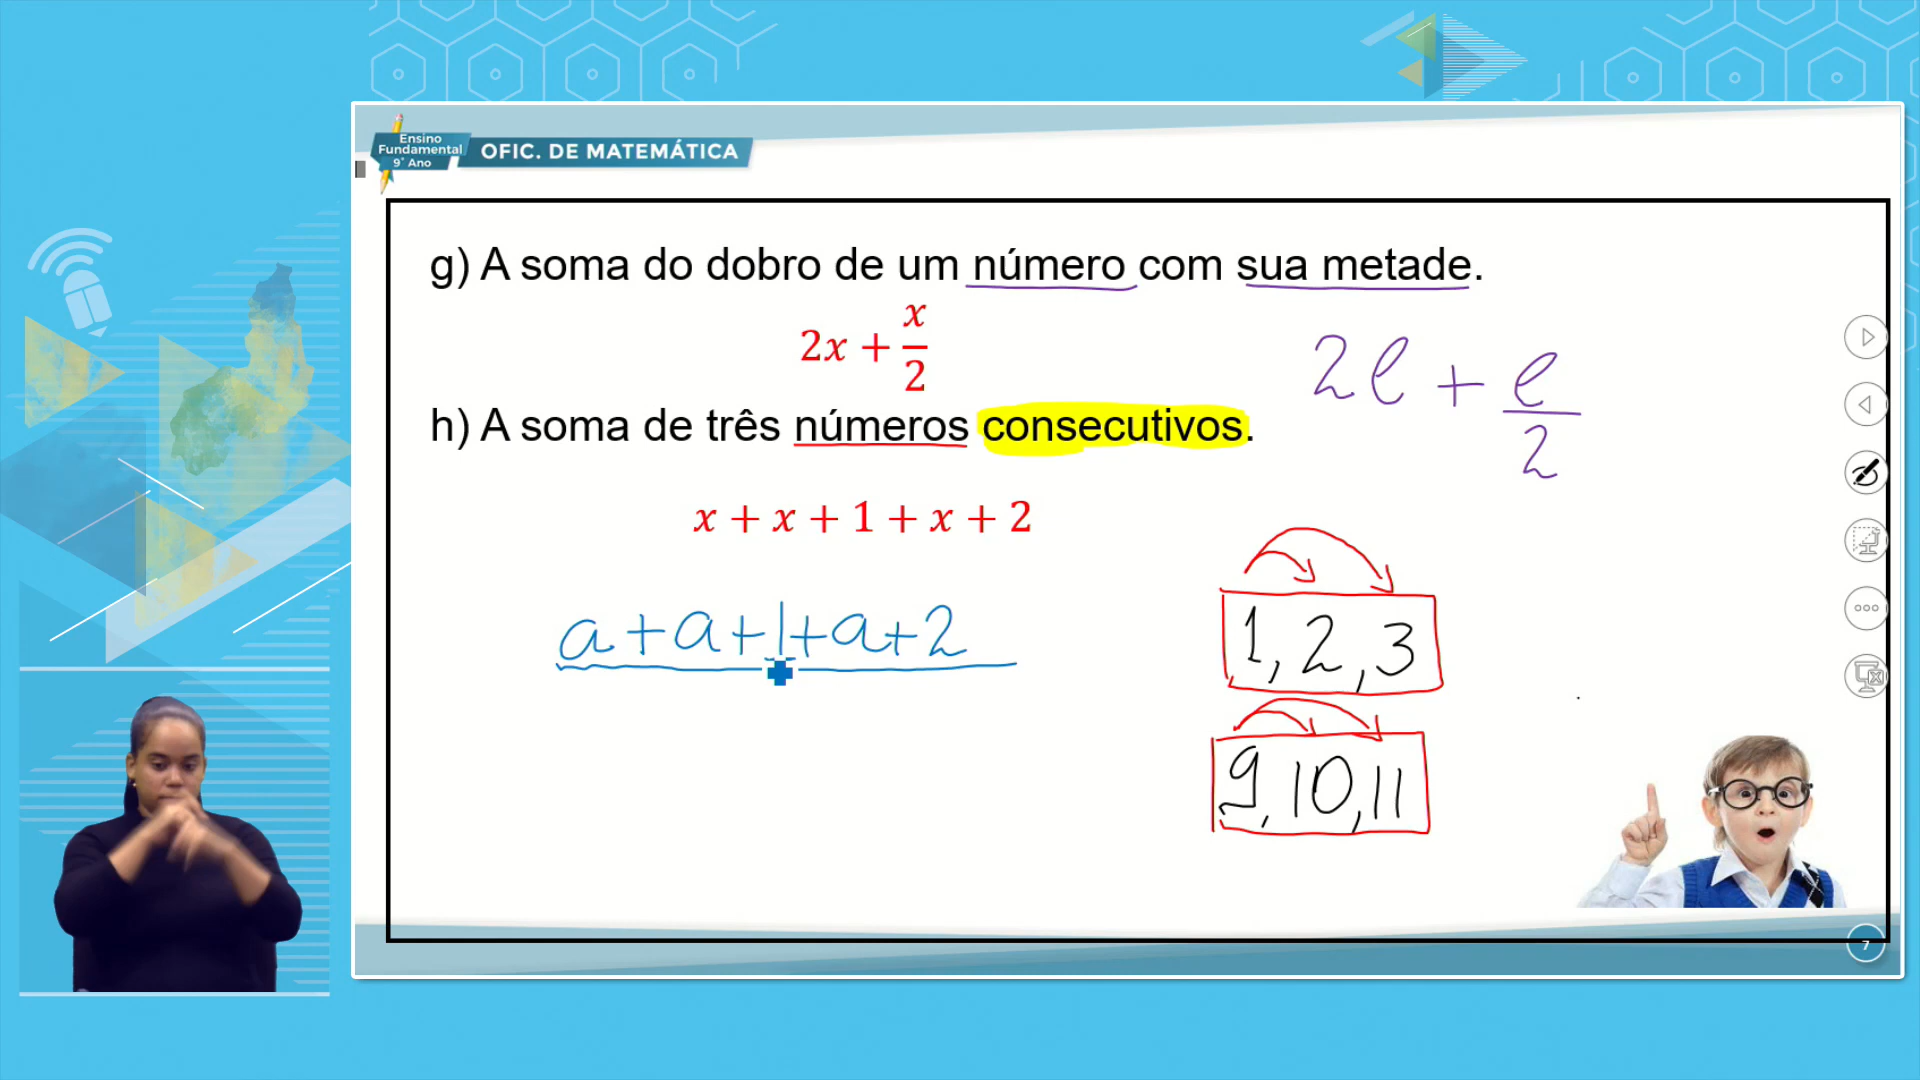 Ensino
Fundamental
9° Ano
OFIC. DE MATEMÁTICA
g) A soma do dobro de um número com sua metade.
2x + x/2
2l + l/2
h) A soma de três números consecutivos.
x + x + 1 + x + 2
a + a + 1 + a + 2
1, 2, 3
9, 10, 11
7